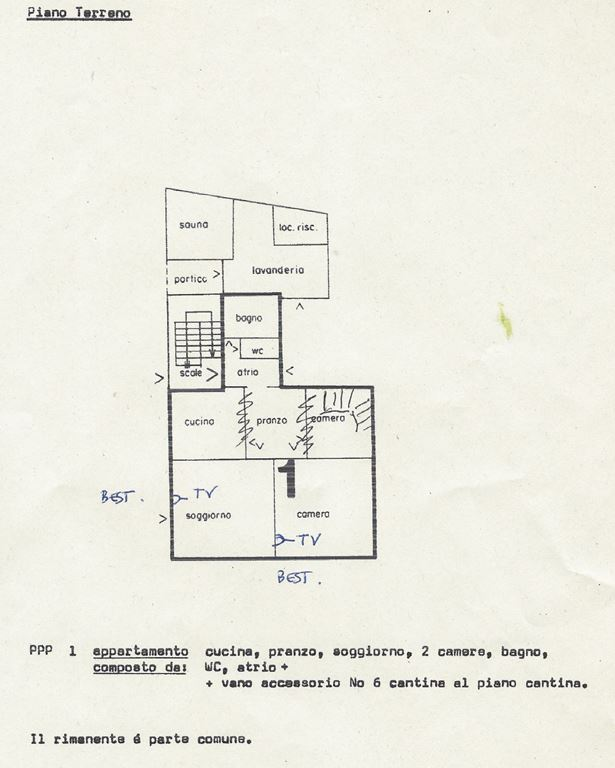 Piano Terreno
sauna
loc. risc.
portico
lavanderia
bagno
wc
scale
atrio
cucina
pranzo
camera
1
BEST.
TV
soggiorno
camera
TV
BEST.
PPP 1 appartamento cucina, pranzo, soggiorno, 2 camere, bagno,
composto da: WC, atrio +
+ vano accessorio No 6 cantina al piano cantina.
Il rimanente é parte comune.